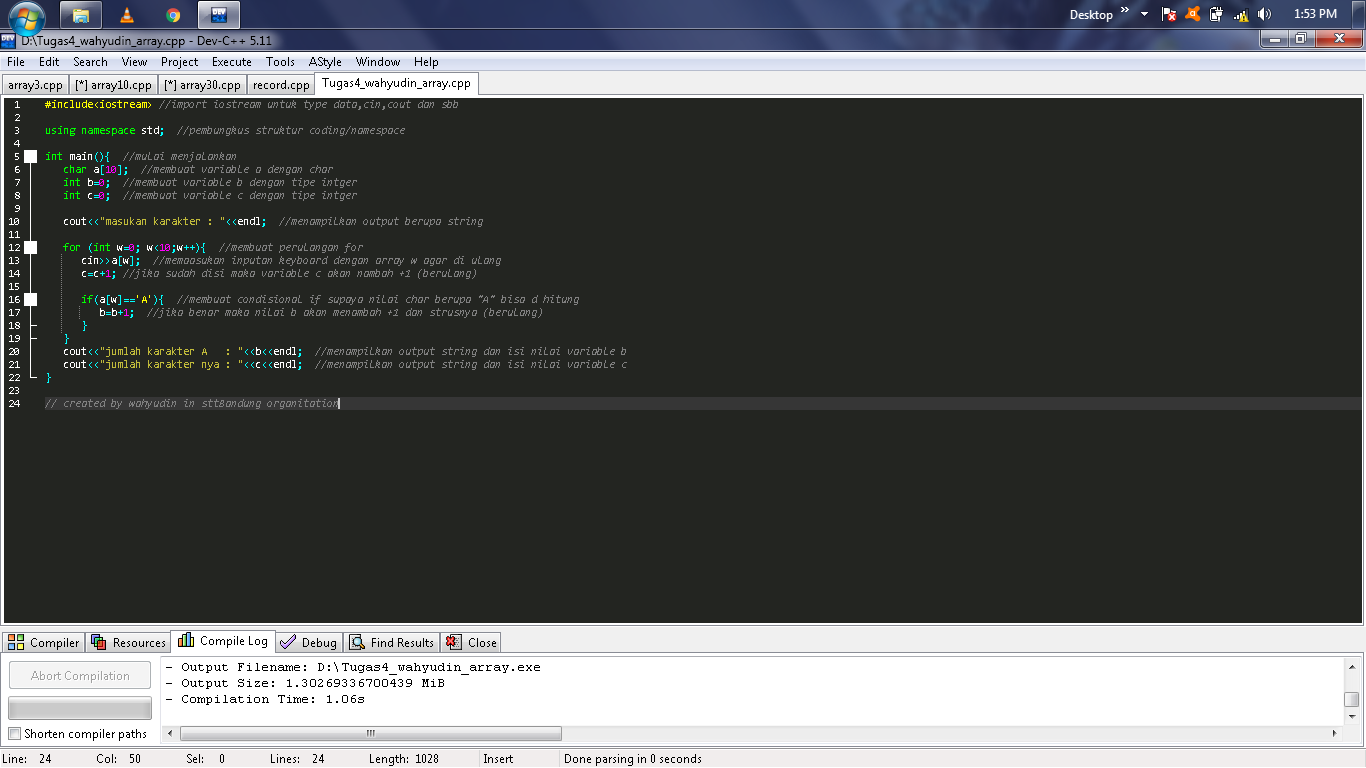 Desktop »
1:53 PM
D:\Tugas4_wahyudin_array.cpp - Dev-C++ 5.11
File Edit Search View Project Execute Tools AStyle Window Help
array3.cpp [*] array10.cpp [*] array30.cpp record.cpp Tugas4_wahyudin_array.cpp
1 #include<iostream> //import iostream untuk type data,cin,cout dan sbb
2
3 using namespace std; //pembungkus struktur coding/namespace
4
5 int main(){ //mulai menjalankan
6 char a[10]; //membuat variable a dengan char
7 int b=0; //membuat variable b dengan tipe intger
8 int c=0; //membuat variable c dengan tipe intger
9
10 cout<<"masukan karakter : "<<endl; //menampilkan output berupa string
11
12 for (int w=0; w<10;w++){ //membuat perulangan for
13 cin>>a[w]; //memaasukan inputan keyboard dengan array w agar di ulang
14 c=c+1; //jika sudah disi maka variable c akan nambah +1 (berulang)
15
16 if(a[w]=='A'){ //membuat condisional if supaya nilai char berupa "A" bisa d hitung
17 b=b+1; //jika benar maka nilai b akan menambah +1 dan strusnya (berulang)
18 }
19 }
20 cout<<"jumlah karakter A : "<<b<<endl; //menampilkan output string dan isi nilai variable b
21 cout<<"jumlah karakter nya : "<<c<<endl; //menampilkan output string dan isi nilai variable c
22 }
23
24 // created by wahyudin in sttBandung organitation
Compiler Resources Compile Log Debug Find Results Close
Abort Compilation
Shorten compiler paths
- Output Filename: D:\Tugas4_wahyudin_array.exe
- Output Size: 1.30269336700439 MiB
- Compilation Time: 1.06s
Line: 24 Col: 50 Sel: 0 Lines: 24 Length: 1028 Insert Done parsing in 0 seconds